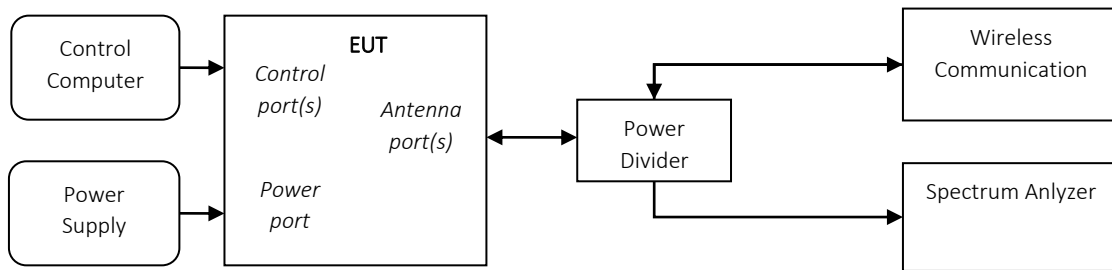 Control
Computer
Power
Supply
EUT
Control
port(s)
Antenna
port(s)
Power
port
Power
Divider
Wireless
Communication
Spectrum Anlyzer